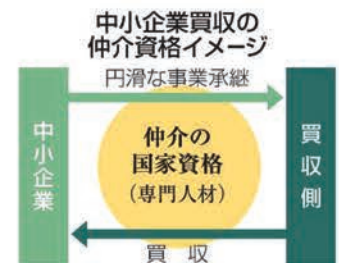 中小企業買収の
仲介資格イメージ
円滑な事業承継
中小企業
仲介の
国家資格
(専門人材)
買収側
買 収